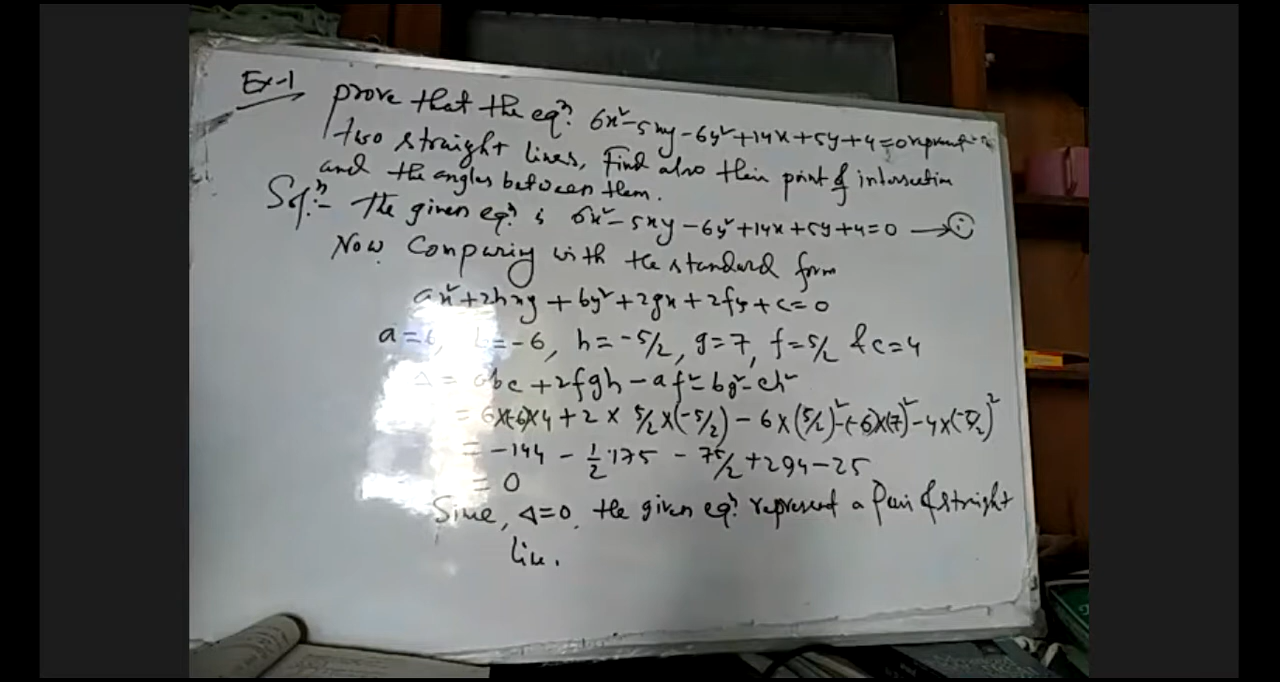 Ex-1 prove that the eqn. 6x²-5xy-6y²+14x+5y+4=0 represent
two straight lines, Find also their point of intersection
and the angles between them.
Soln:- The given eqn. is 6x²-5xy-6y²+14x+5y+4=0 →(i)
Now Comparing with the standard form
ax²+2hxy+by²+2gx+2fy+c=0
a=6, b=-6, h=-5/2, g=7, f=5/2 & c=4
Δ= abc+2fgh-af²-bg²-ch²
= 6×(-6)×4+2× 5/2×(-5/2)-6×(5/2)²-(-6)×(7)²-4×(-5/2)²
= -144 - 1/2·175 - 75/2+294-25
= 0
Since, Δ=0, the given eqn. represent a Pair of straight
line.